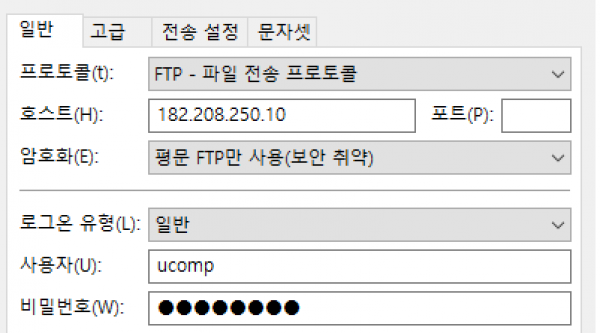 일반 고급 전송 설정 문자셋
프로토콜(t): FTP - 파일 전송 프로토콜
호스트(H): 182.208.250.10 포트(P):
암호화(E): 평문 FTP만 사용(보안 취약)
로그온 유형(L): 일반
사용자(U): ucomp
비밀번호(W): ●●●●●●●●